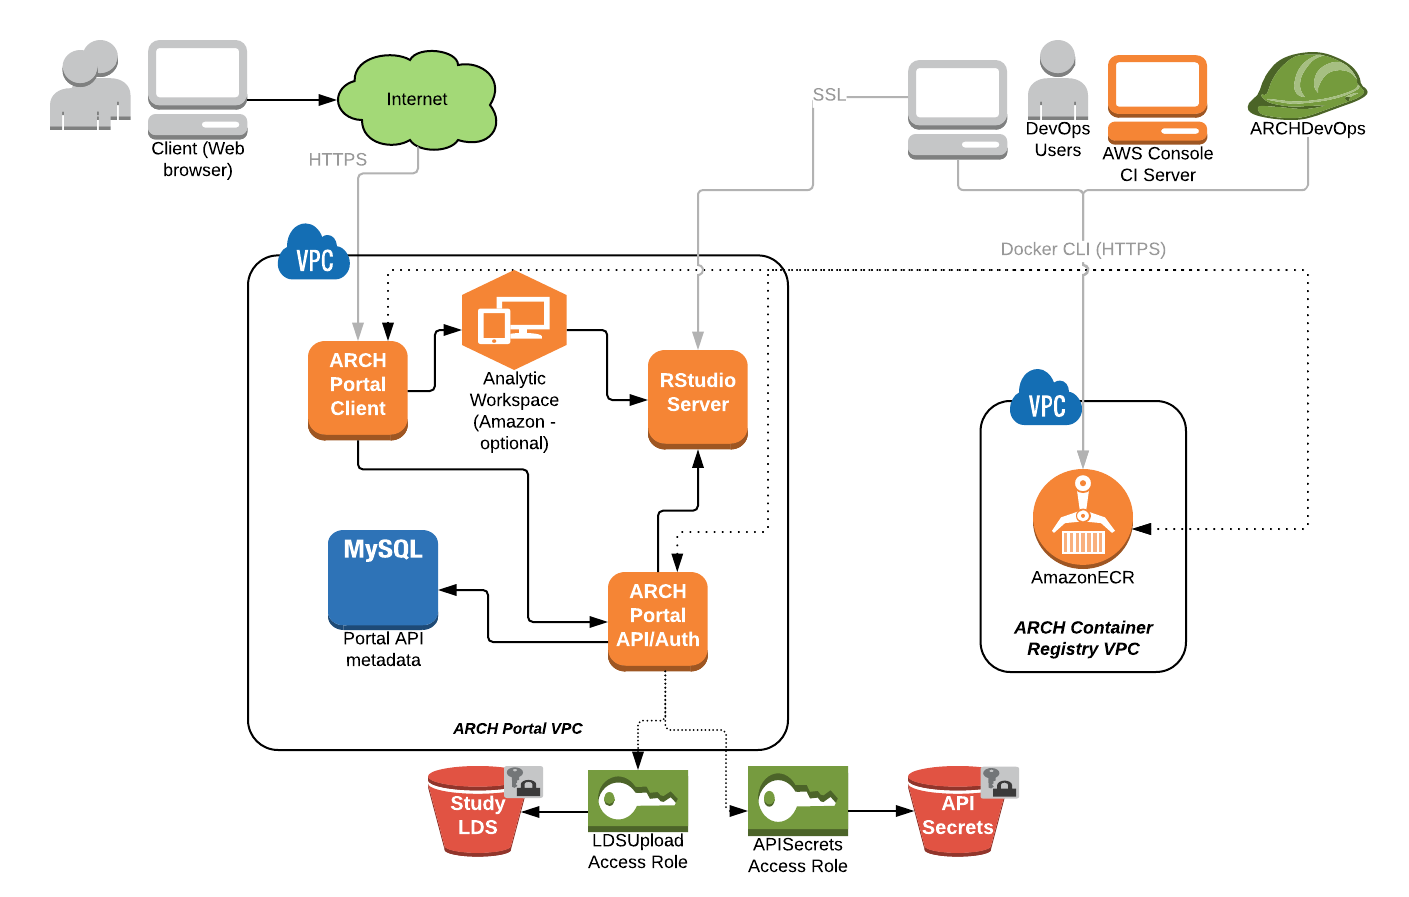 Client (Web
browser)
Internet
HTTPS
SSL
DevOps
Users
AWS Console
CI Server
ARCHDevOps
Docker CLI (HTTPS)
VPC
ARCH
Portal
Client
Analytic
Workspace
(Amazon -
optional)
RStudio
Server
MySQL
Portal API
metadata
ARCH
Portal
API/Auth
ARCH Portal VPC
VPC
AmazonECR
ARCH Container
Registry VPC
Study
LDS
LDSUpload
Access Role
APISecrets
Access Role
API
Secrets